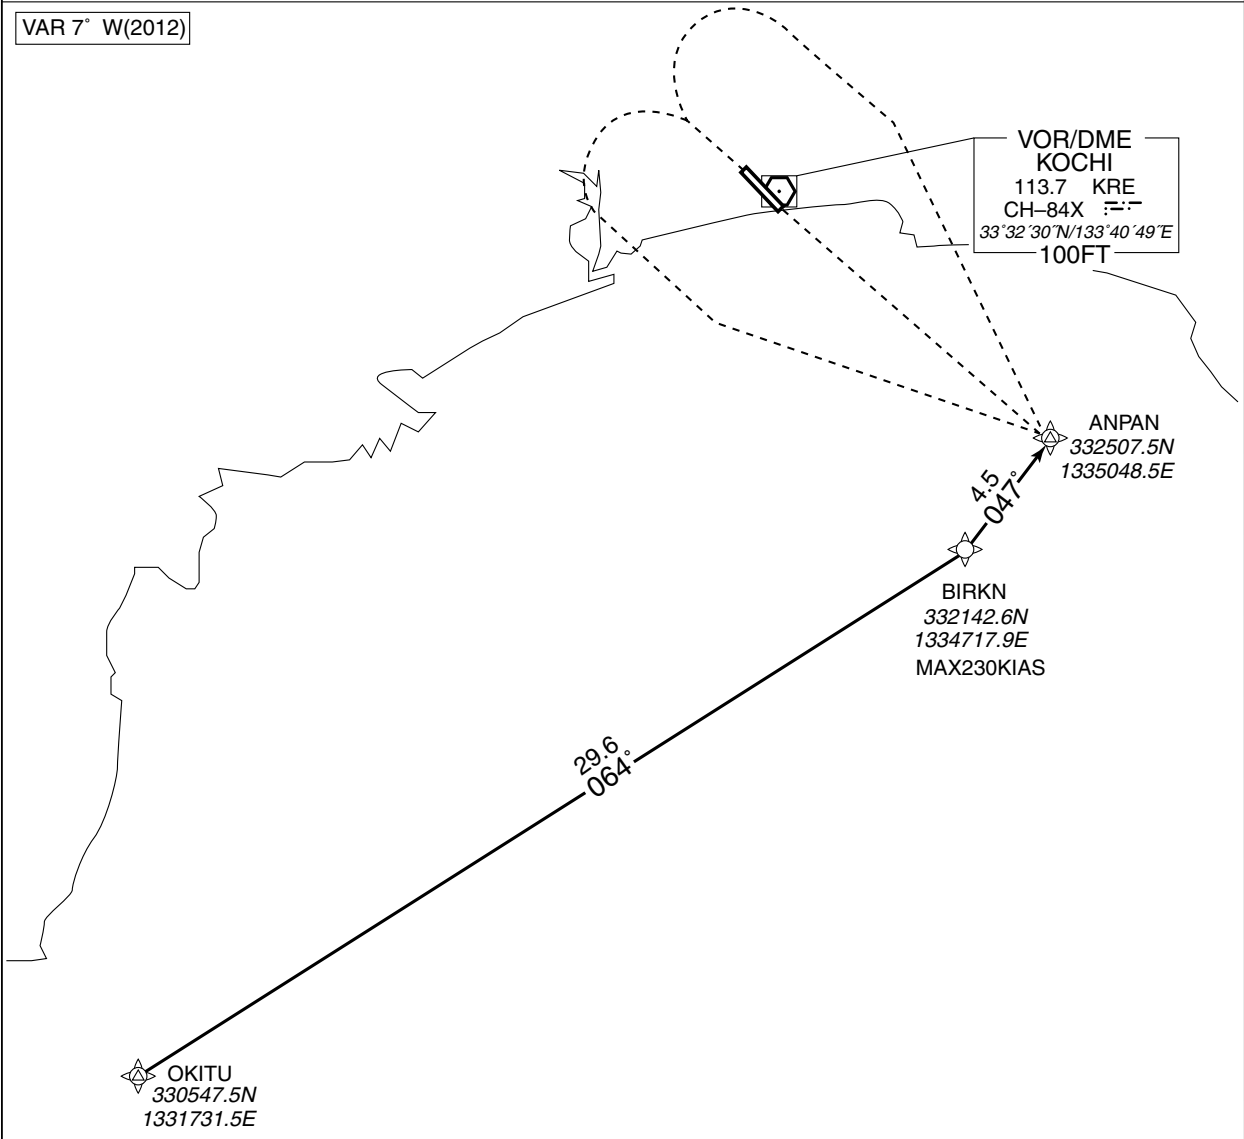 VAR 7° W(2012)
VOR/DME
KOCHI
113.7 KRE
CH–84X
33°32´30˝N/133°40´49˝E
100FT
ANPAN
332507.5N
1335048.5E
4.5
047°
BIRKN
332142.6N
1334717.9E
MAX230KIAS
29.6
064°
OKITU
330547.5N
1331731.5E